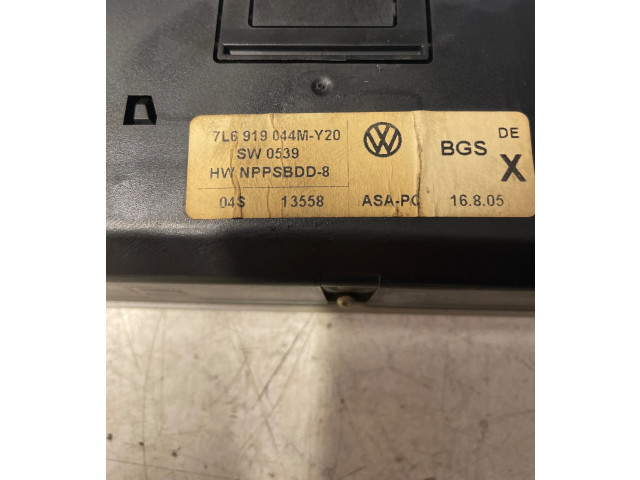 7L6 919 044M-Y20
SW 0539
HW NPPSBDD-8
04S 13558
BGS
DE
X
ASA-PC 16.8.05